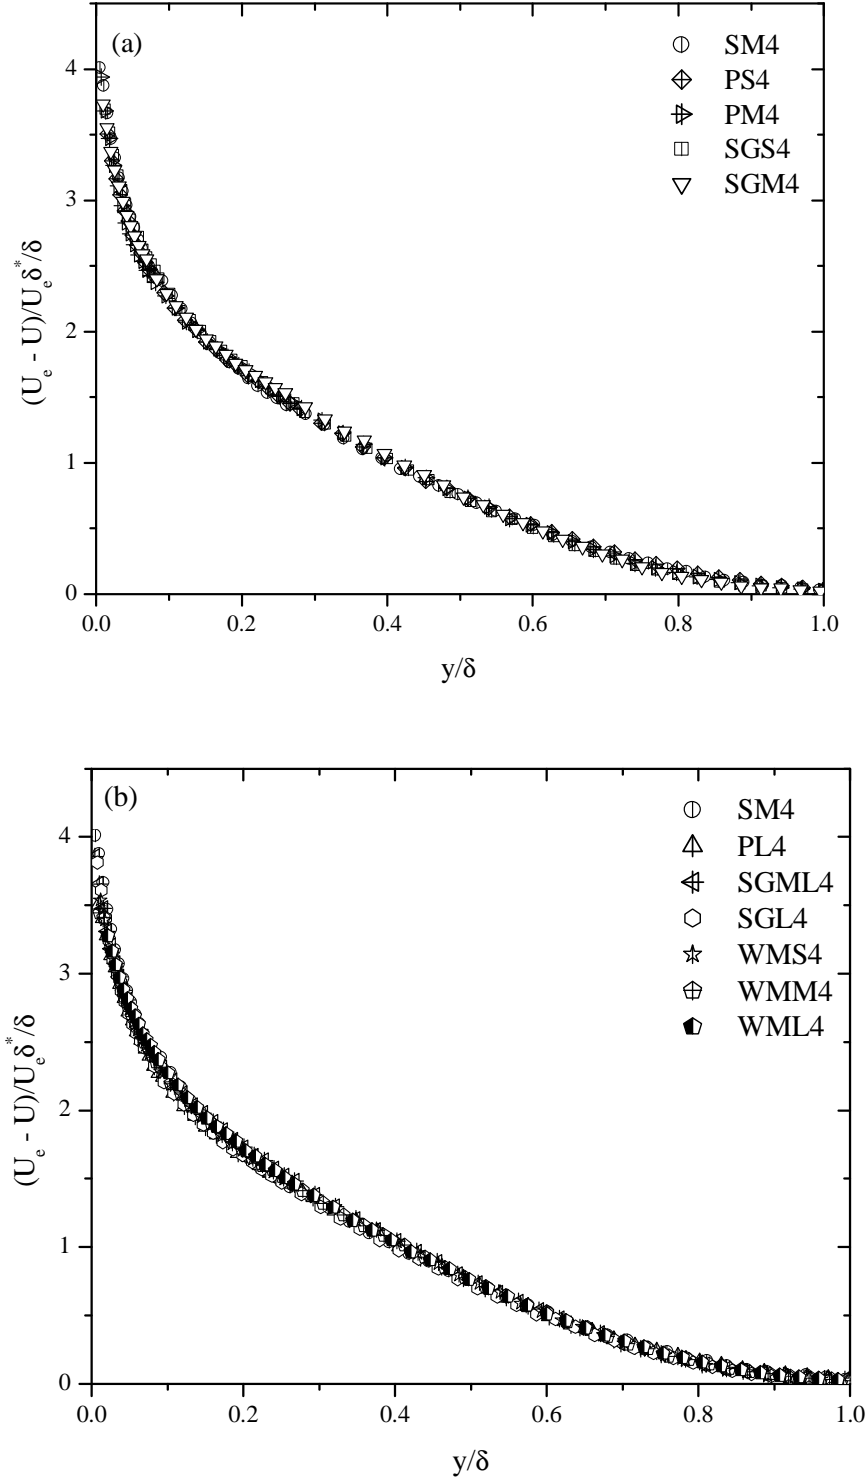 (a)
SM4
PS4
PM4
SGS4
SGM4
(U_e - U)/U_e δ^*/δ
4
3
2
1
0
0.0 0.2 0.4 0.6 0.8 1.0
y/δ
(b)
SM4
PL4
SGML4
SGL4
WMS4
WMM4
WML4
(U_e - U)/U_e δ^*/δ
4
3
2
1
0
0.0 0.2 0.4 0.6 0.8 1.0
y/δ